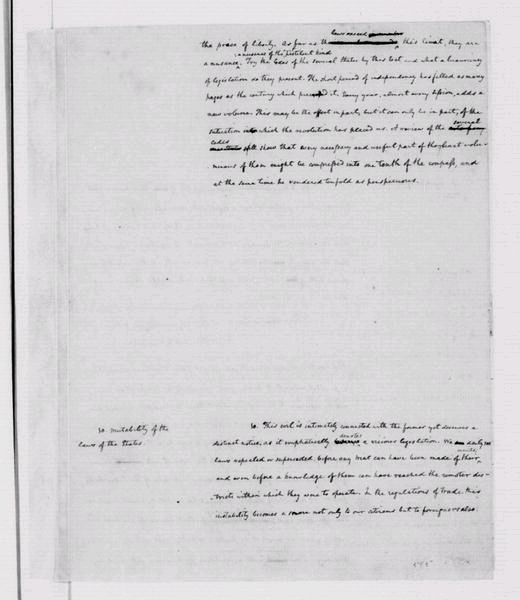 laws exceed
the praise of liberty. As far as the this limit, they are
a nusance; a nusance of the pestilent kind.
Try the Codes of the several States by this test and what a luxuriancy
of legislation do they present. The short period of independency has filled as many
pages as the century which preceded it. Every year, almost every session, adds a
new volume. This may be the effect in part, but it can only be in part, of the
situation in which the revolution has placed us. A review of the several
codes will shew that every necessary and useful part of the least volu-
minous of them might be compressed into one tenth of the compass, and
at the same time be rendered tenfold as perspicuous.
10. mutability of the
laws of the States.
10. This evil is intimately connected with the former yet deserves a
distinct notice, as it emphatically denotes a vicious legislation. We daily see
laws repealed or superseded, before any trial can have been made of their merits;
and even before a knowledge of them can have reached the remoter dis-
tricts within which they were to operate. In the regulations of trade this
instability becomes a snare not only to our citizens but to foreigners also.